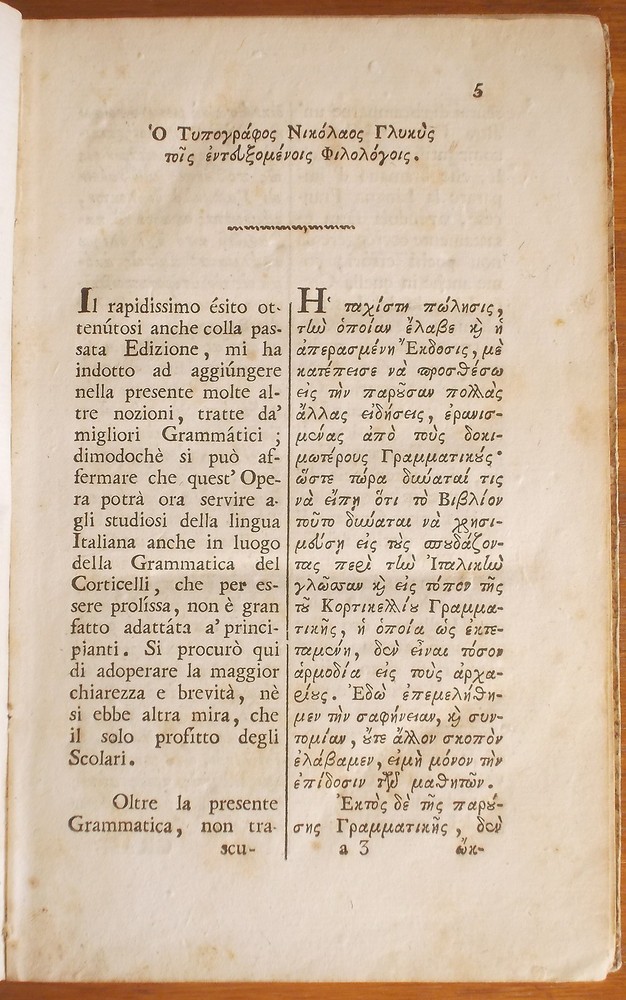 5
Ὁ Τυπογράφος Νικόλαος Γλυκὺς
τοῖς ἐντευξομένοις Φιλολόγοις.
Il rapidissimo ésito ot-
tenútosi anche colla pas-
sata Edizione, mi ha
indotto ad aggiúngere
nella presente molte al-
tre nozioni, tratte da'
migliori Grammátici;
dimodochè si può af-
fermare che quest' Ope-
ra potrà ora servire a-
gli studiosi della lingua
Italiana anche in luogo
della Grammatica del
Corticelli, che per es-
sere prolíssa, non è gran
fatto adattáta a' princi-
pianti. Si procurò qui
di adoperare la maggior
chiarezza e brevità, nè
si ebbe altra mira, che
il solo profitto degli
Scolari.
Oltre la presente
Grammatica, non tra-
scu-
Ἡ ταχίστη πώλησις,
τὴν ὁποίαν ἔλαβε ϗ̀ ἡ
ἀπερασμένη Ἔκδοσις, μὲ
κατέπεισε νὰ προσθέσω
εἰς τὴν παροῦσαν πολλὰς
ἄλλας εἰδήσεις, ἐρανισ-
μένας ἀπὸ τοὺς δοκι-
μωτέρους Γραμματικούς·
ὥστε τώρα δύναταί τις
νὰ εἴπῃ ὅτι τὸ Βιβλίον
τοῦτο δύναται νὰ χρησι-
μεύσῃ εἰς τοὺς σπουδάζον-
τας περὶ τὴν Ἰταλικὴν
γλῶσσαν ϗ̀ εἰς τόπον τῆς
τοῦ Κορτικελλίου Γραμμα-
τικῆς, ἡ ὁποία ὡς ἐκτε-
ταμένη, δὲν εἶναι τόσον
ἁρμοδία εἰς τοὺς ἀρχα-
ρίους. Ἐδῶ ἐπεμελήθη-
μεν τὴν σαφήνειαν, ϗ̀ συν-
τομίαν, οὔτε ἄλλον σκοπὸν
ἐλάβαμεν, εἰμὴ μόνον τὴν
ἐπίδοσιν τῶν μαθητῶν.
Ἐκτὸς δὲ τῆς παρού-
σης Γραμματικῆς, δὲν
a 3 ὤκ-